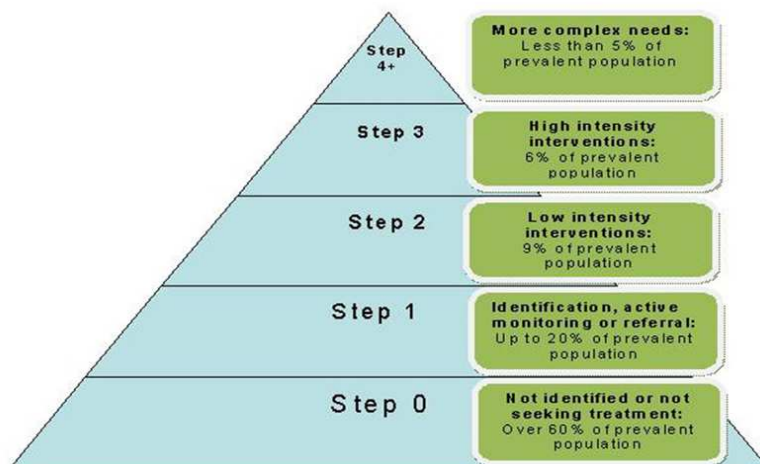 Step
4+
More complex needs:
Less than 5% of
prevalent population
Step 3
High intensity
interventions:
6% of prevalent
population
Step 2
Low intensity
interventions:
9% of prevalent
population
Step 1
Identification, active
monitoring or referral:
Up to 20% of prevalent
population
Step 0
Not identified or not
seeking treatment:
Over 60% of prevalent
population